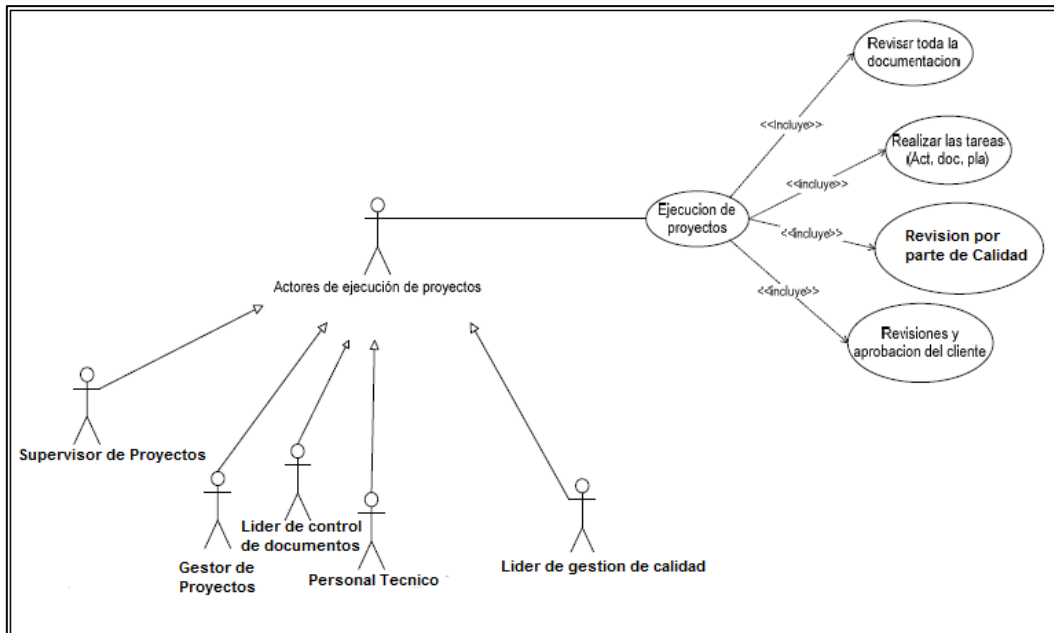 Revisar toda la
documentacion
<<Incluye>>
Realizar las tareas
(Act, doc, pla)
<<incluye>>
Ejecucion de
proyectos
<<incluye>>
Revision por
parte de Calidad
<<incluye>>
Revisiones y
aprobacion del cliente
Actores de ejecución de proyectos
Supervisor de Proyectos
Gestor de
Proyectos
Lider de control
de documentos
Personal Tecnico
Lider de gestion de calidad